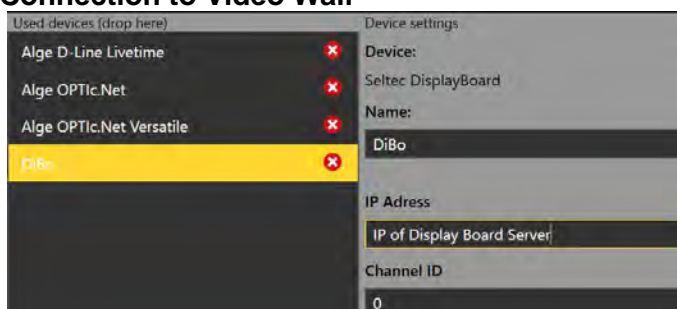 Connection to Video Wall
Used devices (drop here)
Device settings
Alge D-Line Livetime
Device:
Alge OPTIc.Net
Seltec DisplayBoard
Name:
Alge OPTIc.Net Versatile
DiBo
DiBo
IP Adress
IP of Display Board Server
Channel ID
0